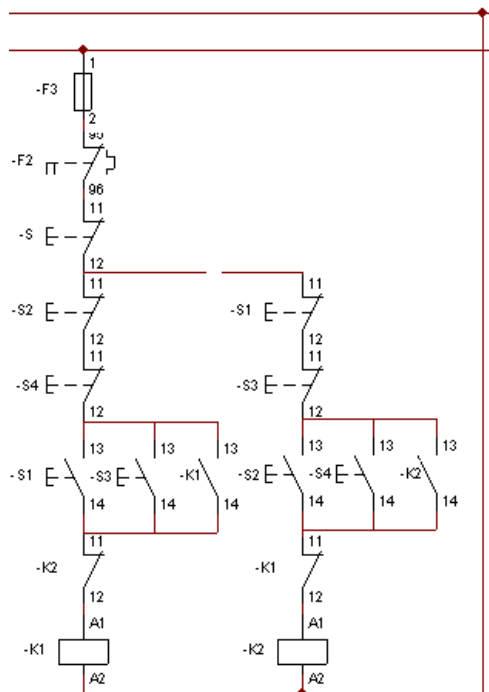 1
-F3
2
95
-F2
96
11
-S
12
11 11
-S2 -S1
12 12
11 11
-S4 -S3
12 12
13 13 13 13 13 13
-S1 -S3 -K1 -S2 -S4 -K2
14 14 14 14 14 14
11 11
-K2 -K1
12 12
A1 A1
-K1 -K2
A2 A2